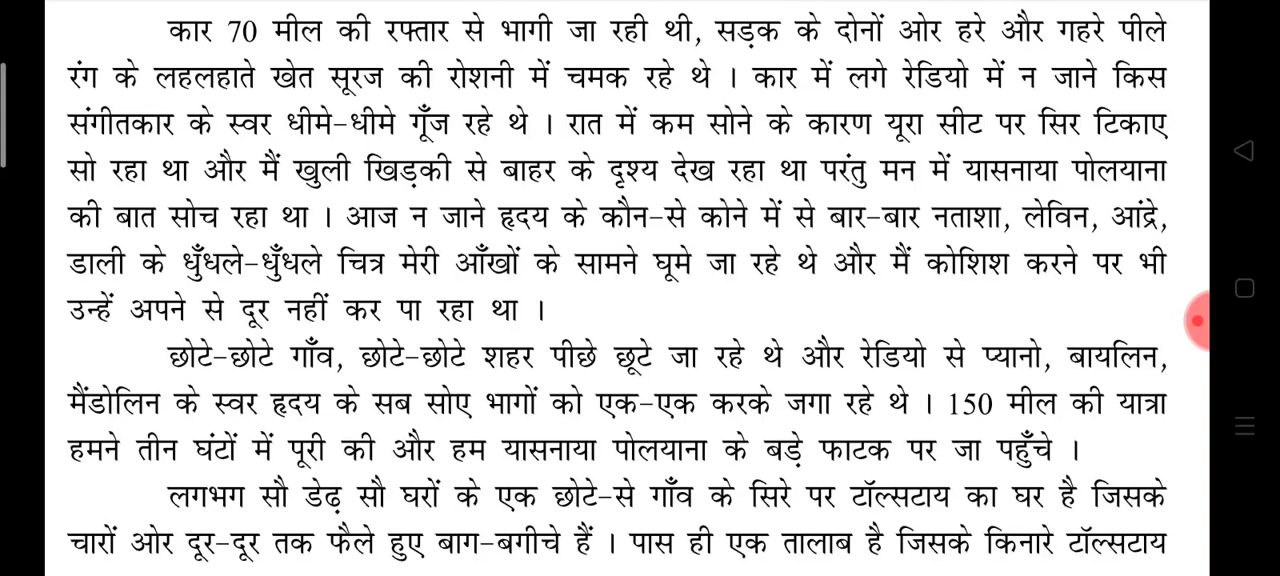 कार 70 मील की रफ्तार से भागी जा रही थी, सड़क के दोनों ओर हरे और गहरे पीले
रंग के लहलहाते खेत सूरज की रोशनी में चमक रहे थे । कार में लगे रेडियो में न जाने किस
संगीतकार के स्वर धीमे-धीमे गूँज रहे थे । रात में कम सोने के कारण यूरा सीट पर सिर टिकाए
सो रहा था और मैं खुली खिड़की से बाहर के दृश्य देख रहा था परंतु मन में यासनाया पोलयाना
की बात सोच रहा था । आज न जाने हृदय के कौन-से कोने में से बार-बार नताशा, लेविन, आंद्रे,
डाली के धुँधले-धुँधले चित्र मेरी आँखों के सामने घूमे जा रहे थे और मैं कोशिश करने पर भी
उन्हें अपने से दूर नहीं कर पा रहा था ।
छोटे-छोटे गाँव, छोटे-छोटे शहर पीछे छूटे जा रहे थे और रेडियो से प्यानो, बायलिन,
मैंडोलिन के स्वर हृदय के सब सोए भागों को एक-एक करके जगा रहे थे । 150 मील की यात्रा
हमने तीन घंटों में पूरी की और हम यासनाया पोलयाना के बड़े फाटक पर जा पहुँचे ।
लगभग सौ डेढ़ सौ घरों के एक छोटे-से गाँव के सिरे पर टॉल्सटाय का घर है जिसके
चारों ओर दूर-दूर तक फैले हुए बाग-बगीचे हैं । पास ही एक तालाब है जिसके किनारे टॉल्सटाय